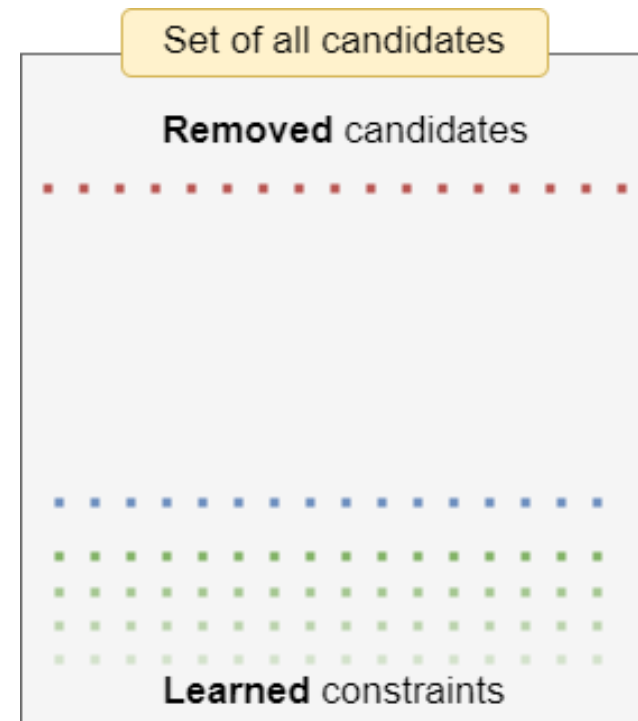 Set of all candidates
Removed candidates
Learned constraints